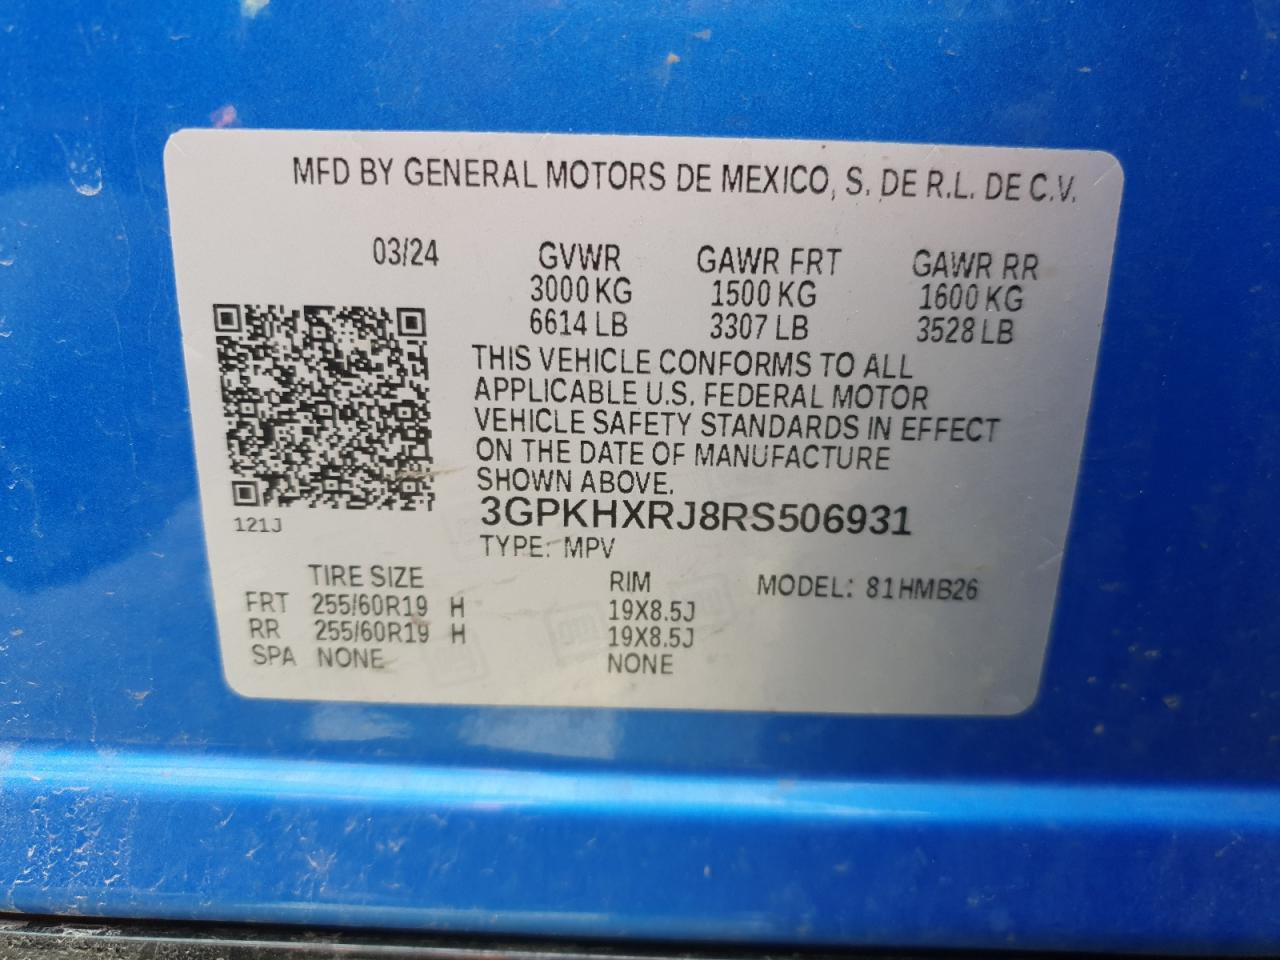 MFD BY GENERAL MOTORS DE MEXICO, S. DE R.L. DE C.V.
03/24 GVWR GAWR FRT GAWR RR
3000 KG 1500 KG 1600 KG
6614 LB 3307 LB 3528 LB
THIS VEHICLE CONFORMS TO ALL
APPLICABLE U.S. FEDERAL MOTOR
VEHICLE SAFETY STANDARDS IN EFFECT
ON THE DATE OF MANUFACTURE
SHOWN ABOVE.
3GPKHXRJ8RS506931
121J
TYPE: MPV
TIRE SIZE RIM MODEL: 81HMB26
FRT 255/60R19 H 19X8.5J
RR 255/60R19 H 19X8.5J
SPA NONE NONE